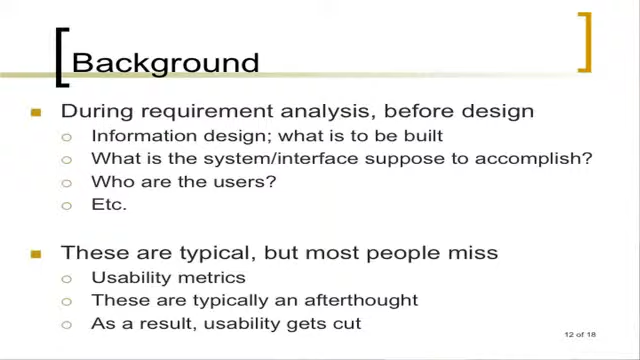 Background
During requirement analysis, before design
Information design; what is to be built
What is the system/interface suppose to accomplish?
Who are the users?
Etc.
These are typical, but most people miss
Usability metrics
These are typically an afterthought
As a result, usability gets cut
12 of 18